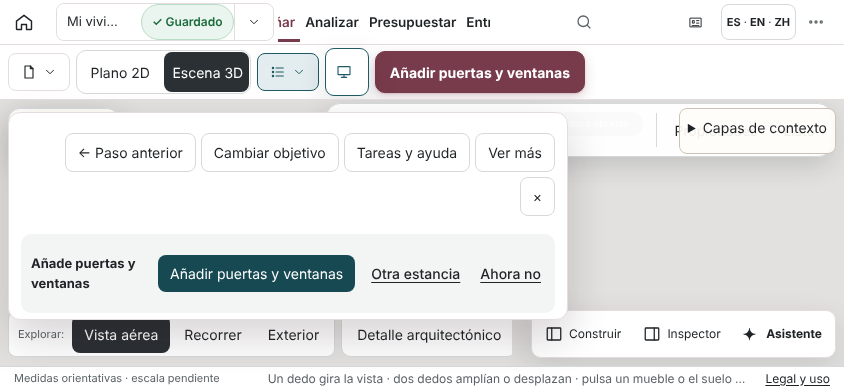 Mi vivi... ✓ Guardado ñar Analizar Presupuestar Entr ES · EN · ZH
Plano 2D Escena 3D Añadir puertas y ventanas
▶ Capas de contexto
← Paso anterior Cambiar objetivo Tareas y ayuda Ver más
×
Añade puertas y
ventanas
Añadir puertas y ventanas Otra estancia Ahora no
Explorar: Vista aérea Recorrer Exterior Detalle arquitectónico Construir Inspector Asistente
Medidas orientativas · escala pendiente Un dedo gira la vista · dos dedos amplían o desplazan · pulsa un mueble o el suelo ... Legal y uso